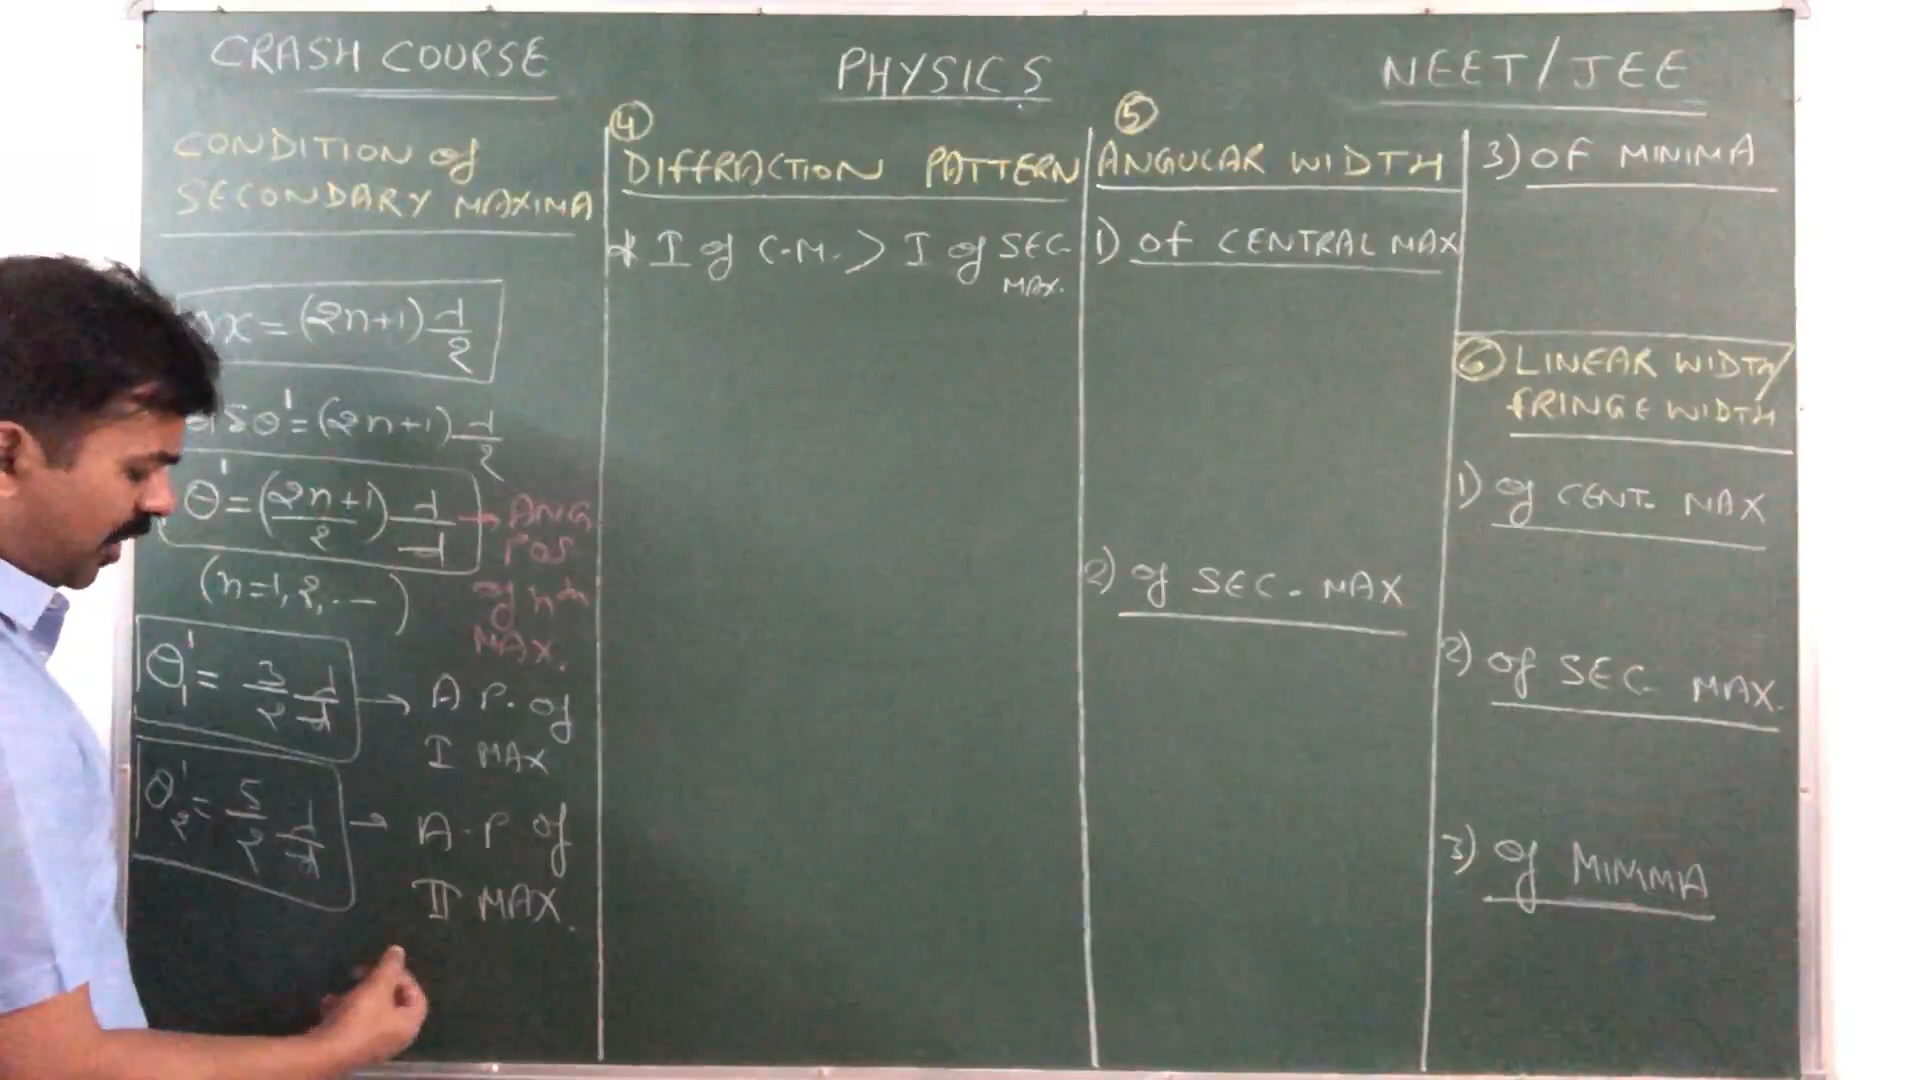 CRASH COURSE
PHYSICS
NEET/JEE
CONDITION of
SECONDARY MAXIMA
x = (2n+1) λ/2
θ' = (2n+1) λ/2
θ' = (2n+1)/2 λ/d → ANG
POS
of nth
MAX.
(n=1, 2, ---)
θ₁' = 3/2 λ/d → A P. of
I MAX
θ₂' = 5/2 λ/d → A.P of
II MAX.
④
DIFFRACTION PATTERN
* I of C.M. > I of SEC
MAX.
⑤
ANGULAR WIDTH
1) of CENTRAL MAX
2) of SEC. MAX
3) OF MINIMA
⑥ LINEAR WIDTH/
FRINGE WIDTH
1) of CENT. MAX
2) of SEC. MAX.
3) of MINIMA